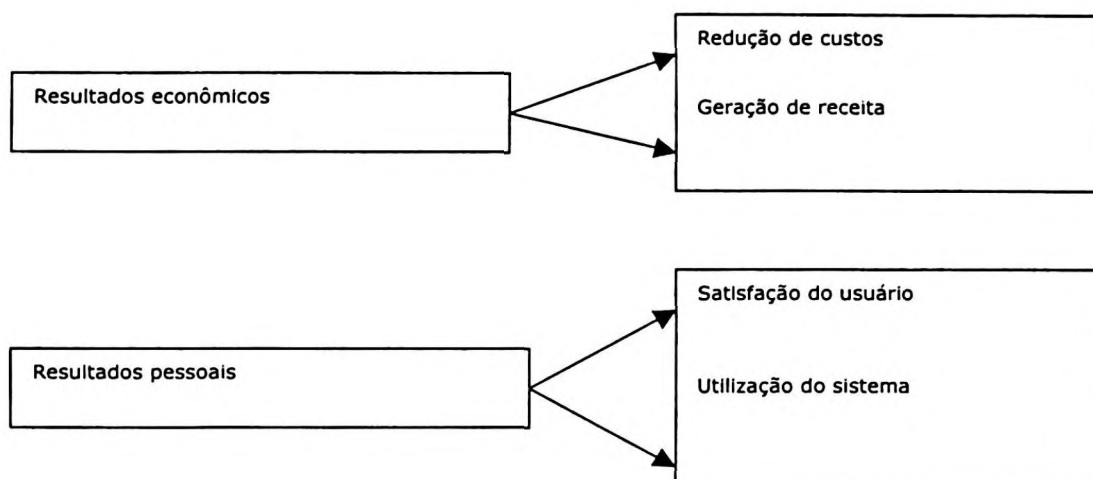 Redução de custos
Resultados econômicos
Geração de receita
Satisfação do usuário
Resultados pessoais
Utilização do sistema